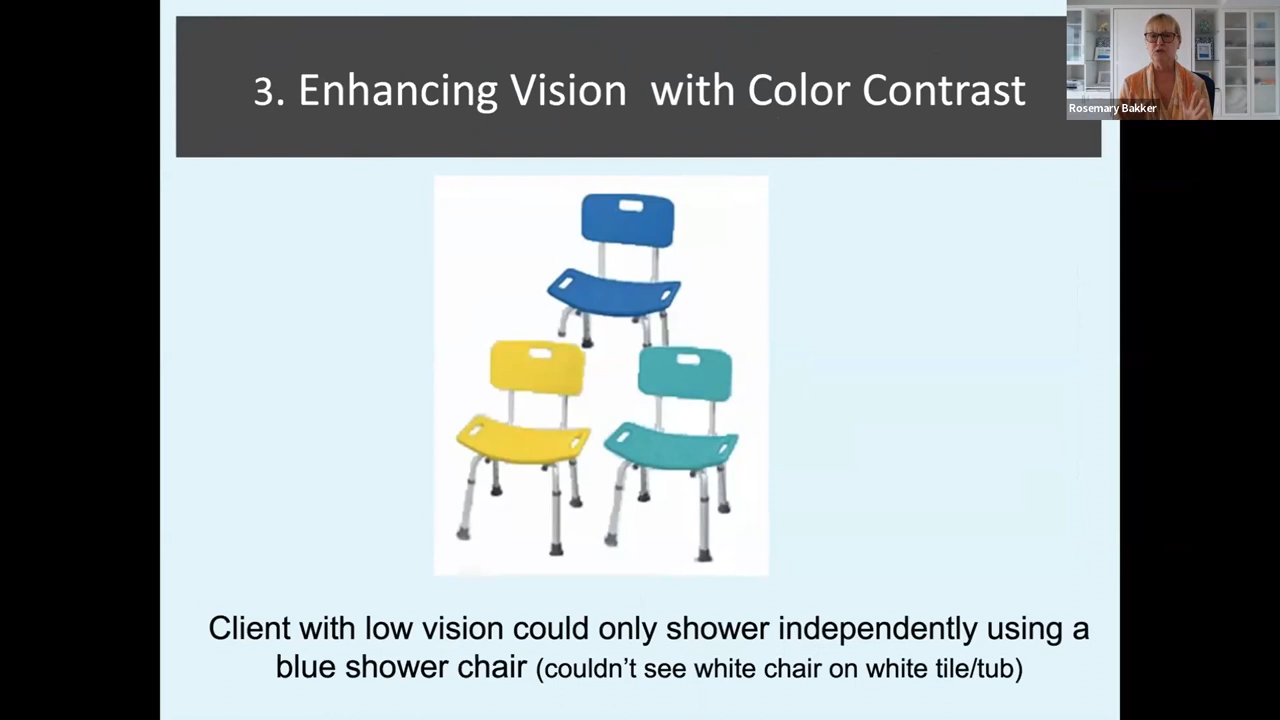 3. Enhancing Vision  with Color Contrast
Rosemary Bakker
Client with low vision could only shower independently using a
blue shower chair (couldn’t see white chair on white tile/tub)